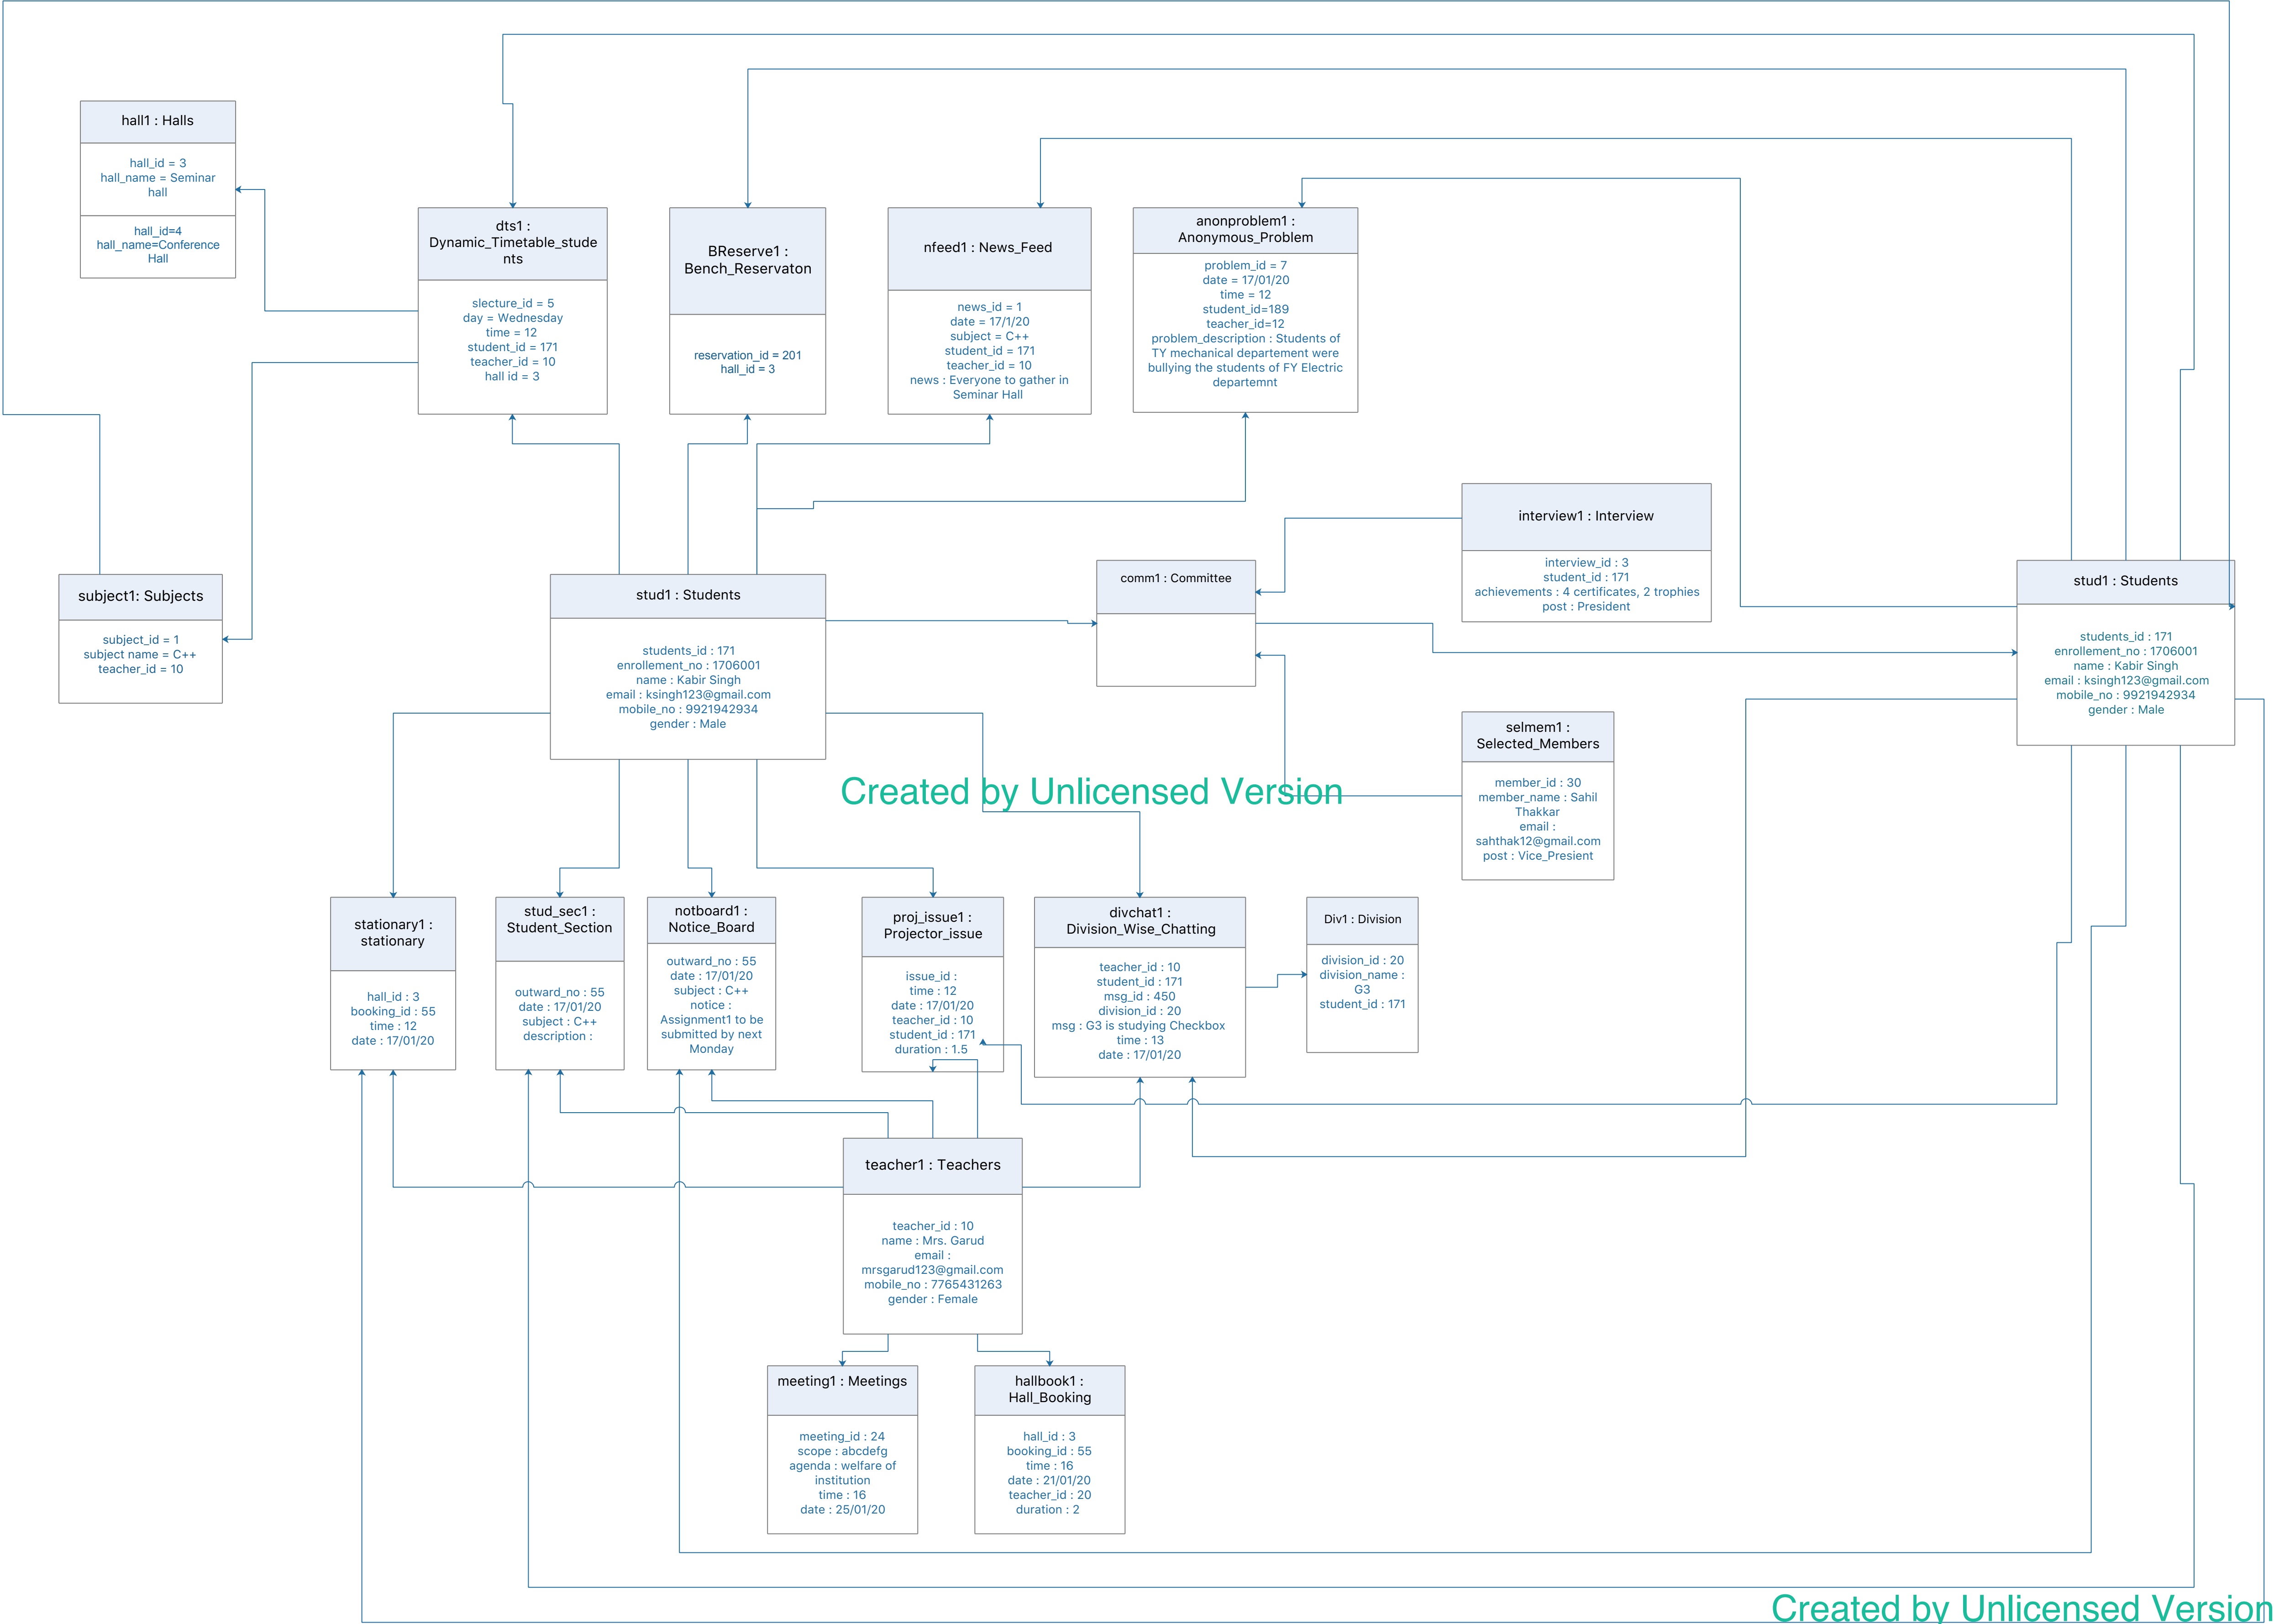 hall1 : Halls
hall_id = 3
hall_name = Seminar
hall
hall_id=4
hall_name=Conference
Hall
dts1 :
Dynamic_Timetable_stude
nts
slecture_id = 5
day = Wednesday
time = 12
student_id = 171
teacher_id = 10
hall id = 3
BReserve1 :
Bench_Reservaton
reservation_id = 201
hall_id = 3
nfeed1 : News_Feed
news_id = 1
date = 17/1/20
subject = C++
student_id = 171
teacher_id = 10
news : Everyone to gather in
Seminar Hall
anonproblem1 :
Anonymous_Problem
problem_id = 7
date = 17/01/20
time = 12
student_id=189
teacher_id=12
problem_description : Students of
TY mechanical departement were
bullying the students of FY Electric
departemnt
interview1 : Interview
interview_id : 3
student_id : 171
achievements : 4 certificates, 2 trophies
post : President
subject1: Subjects
subject_id = 1
subject name = C++
teacher_id = 10
stud1 : Students
students_id : 171
enrollement_no : 1706001
name : Kabir Singh
email : ksingh123@gmail.com
mobile_no : 9921942934
gender : Male
comm1 : Committee
stud1 : Students
students_id : 171
enrollement_no : 1706001
name : Kabir Singh
email : ksingh123@gmail.com
mobile_no : 9921942934
gender : Male
selmem1 :
Selected_Members
member_id : 30
member_name : Sahil
Thakkar
email :
sahthak12@gmail.com
post : Vice_Presient
Created by Unlicensed Version
stationary1 :
stationary
hall_id : 3
booking_id : 55
time : 12
date : 17/01/20
stud_sec1 :
Student_Section
outward_no : 55
date : 17/01/20
subject : C++
description :
notboard1 :
Notice_Board
outward_no : 55
date : 17/01/20
subject : C++
notice :
Assignment1 to be
submitted by next
Monday
proj_issue1 :
Projector_issue
issue_id :
time : 12
date : 17/01/20
teacher_id : 10
student_id : 171
duration : 1.5
divchat1 :
Division_Wise_Chatting
teacher_id : 10
student_id : 171
msg_id : 450
division_id : 20
msg : G3 is studying Checkbox
time : 13
date : 17/01/20
Div1 : Division
division_id : 20
division_name :
G3
student_id : 171
teacher1 : Teachers
teacher_id : 10
name : Mrs. Garud
email :
mrsgarud123@gmail.com
mobile_no : 7765431263
gender : Female
meeting1 : Meetings
meeting_id : 24
scope : abcdefg
agenda : welfare of
institution
time : 16
date : 25/01/20
hallbook1 :
Hall_Booking
hall_id : 3
booking_id : 55
time : 16
date : 21/01/20
teacher_id : 20
duration : 2
Created by Unlicensed Version